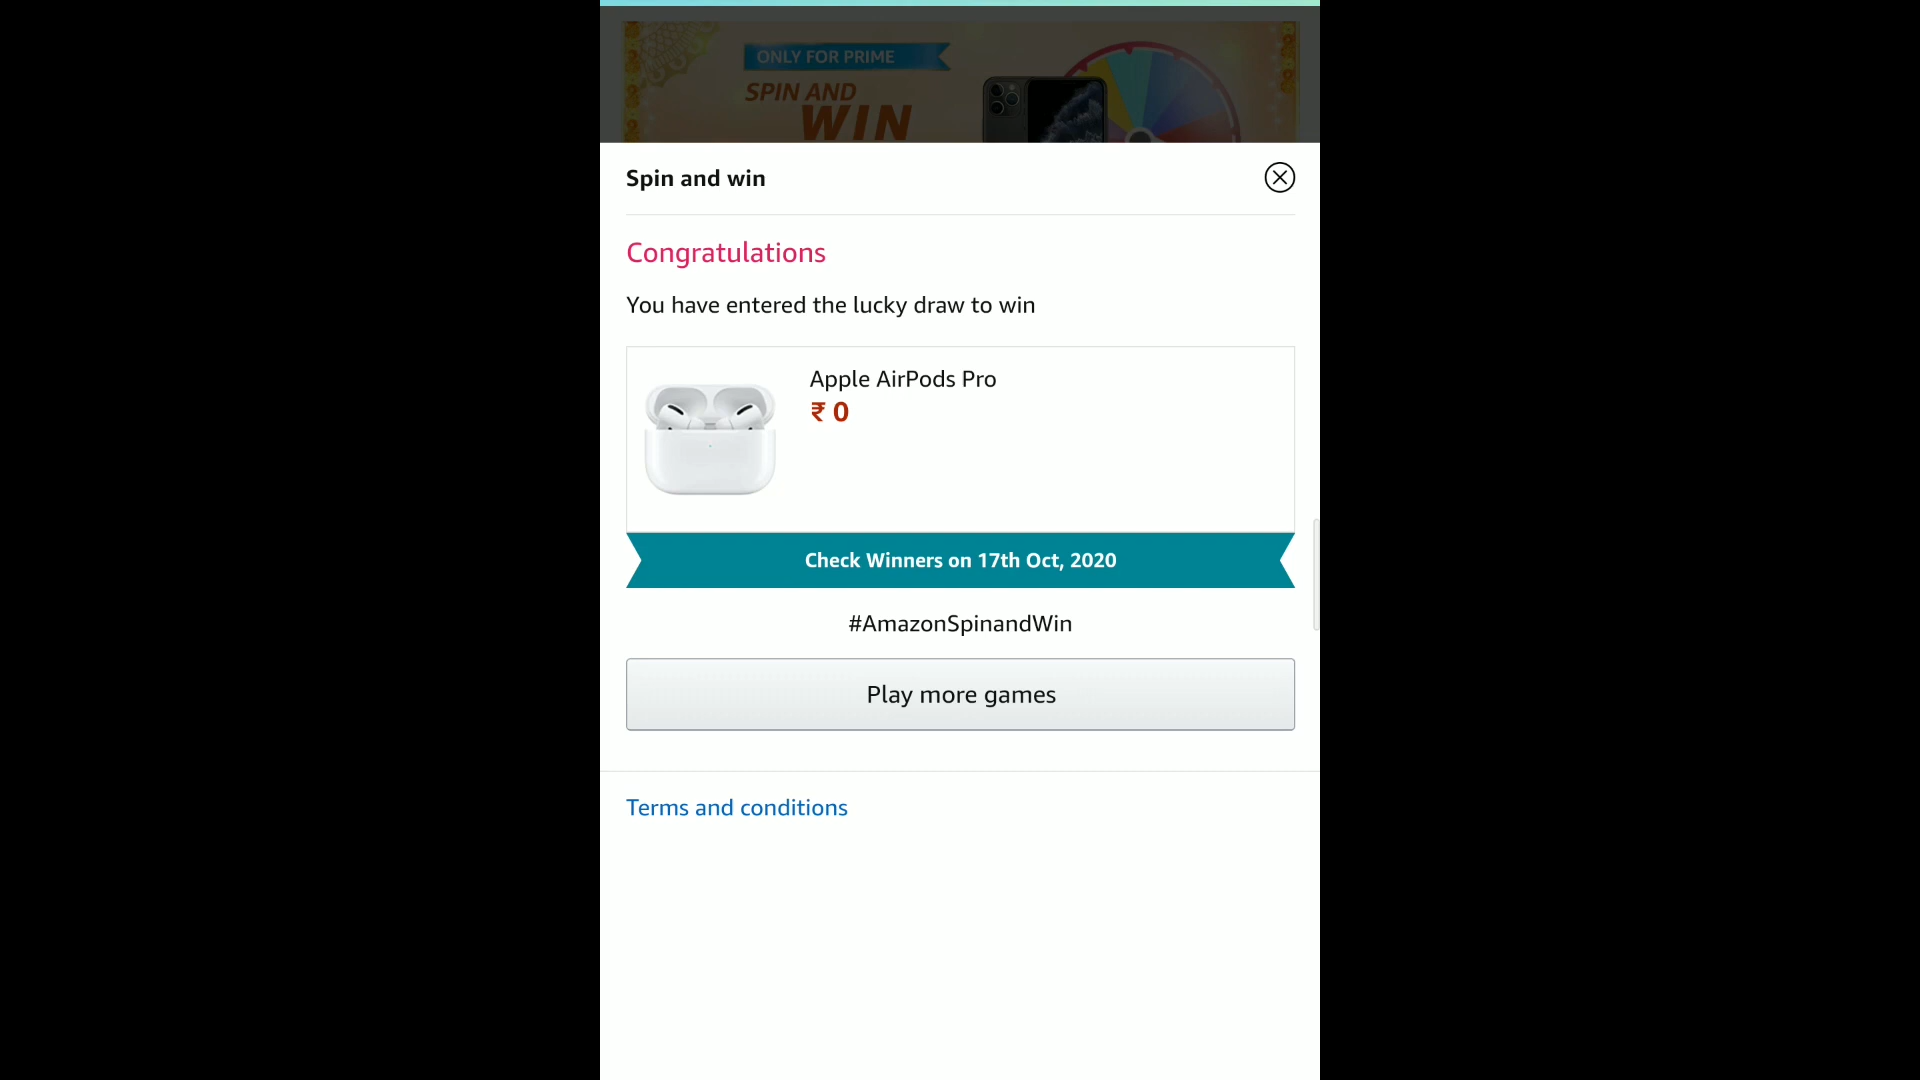 ONLY FOR PRIME
SPIN AND
WIN
Spin and win
Congratulations
You have entered the lucky draw to win
Apple AirPods Pro
₹ 0
Check Winners on 17th Oct, 2020
#AmazonSpinandWin
Play more games
Terms and conditions